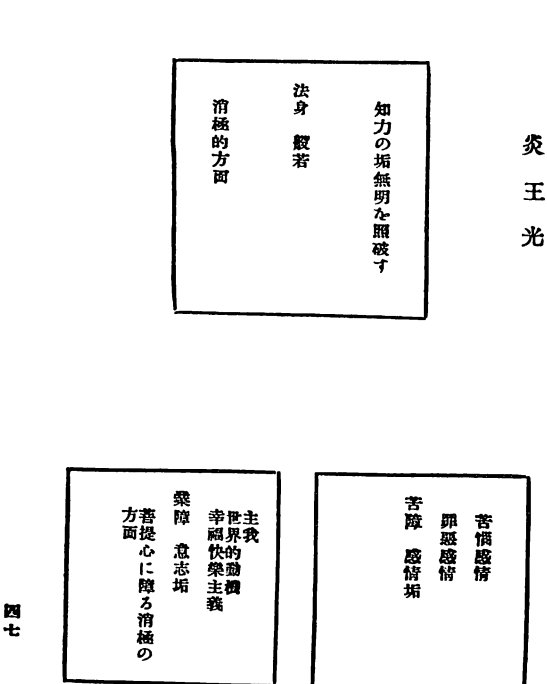 炎王光
知力の垢無明を照破す
法身　般若
消極的方面
苦惱感情
罪惡感情
苦障　感情垢
主我
世界的動機
幸福快樂主義
業障　意志垢
菩提心に障る消極の
方面
四七